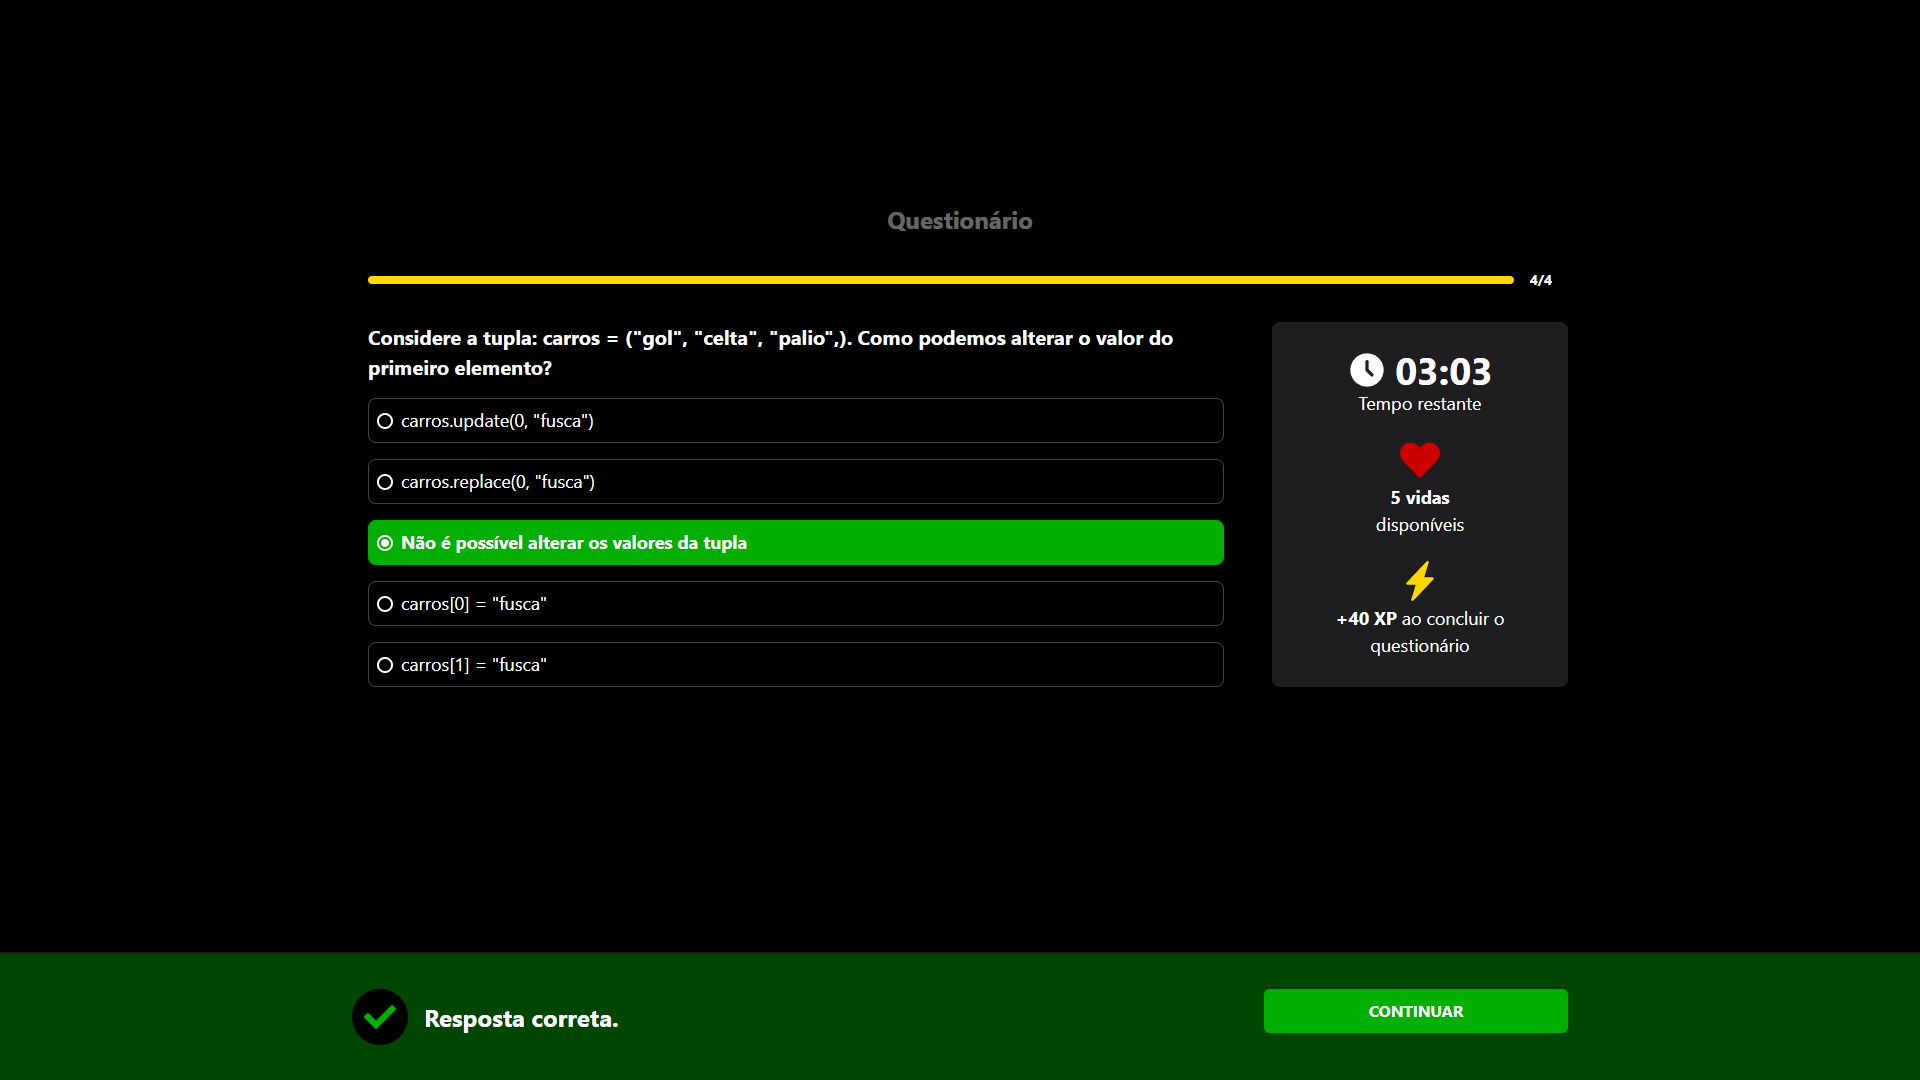 Questionário
4/4
Considere a tupla: carros = ("gol", "celta", "palio",). Como podemos alterar o valor do
primeiro elemento?
carros.update(0, "fusca")
carros.replace(0, "fusca")
Não é possível alterar os valores da tupla
carros[0] = "fusca"
carros[1] = "fusca"
03:03
Tempo restante
5 vidas
disponíveis
+40 XP ao concluir o
questionário
Resposta correta.
CONTINUAR